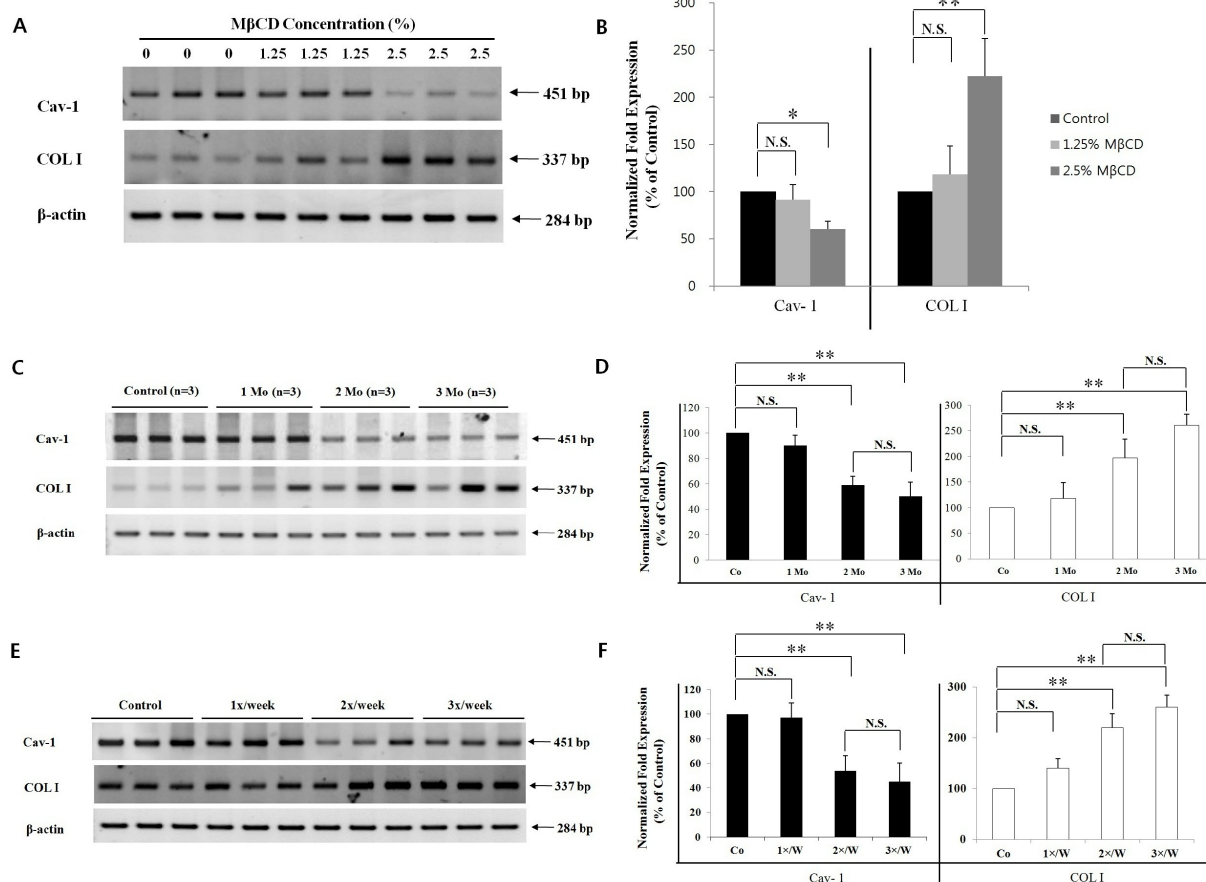 A
MβCD Concentration (%)
0 0 0 1.25 1.25 1.25 2.5 2.5 2.5
Cav-1
451 bp
COL I
337 bp
β-actin
284 bp
B
Normalized Fold Expression
(% of Control)
300
250
200
150
100
50
0
*
N.S.
**
N.S.
Cav- 1
COL I
Control
1.25% MβCD
2.5% MβCD
C
Control (n=3) 1 Mo (n=3) 2 Mo (n=3) 3 Mo (n=3)
Cav-1
451 bp
COL I
337 bp
β-actin
284 bp
D
Normalized Fold Expression
(% of Control)
120
100
80
60
40
20
0
**
**
N.S.
N.S.
Co 1 Mo 2 Mo 3 Mo
Cav- 1
300
250
200
150
100
50
0
N.S.
**
**
N.S.
Co 1 Mo 2 Mo 3 Mo
COL I
E
Control 1x/week 2x/week 3x/week
Cav-1
451 bp
COL I
337 bp
β-actin
284 bp
F
Normalized Fold Expression
(% of Control)
120
100
80
60
40
20
0
**
**
N.S.
N.S.
Co 1×/W 2×/W 3×/W
Cav- 1
300
200
100
0
N.S.
**
**
N.S.
Co 1×/W 2×/W 3×/W
COL I